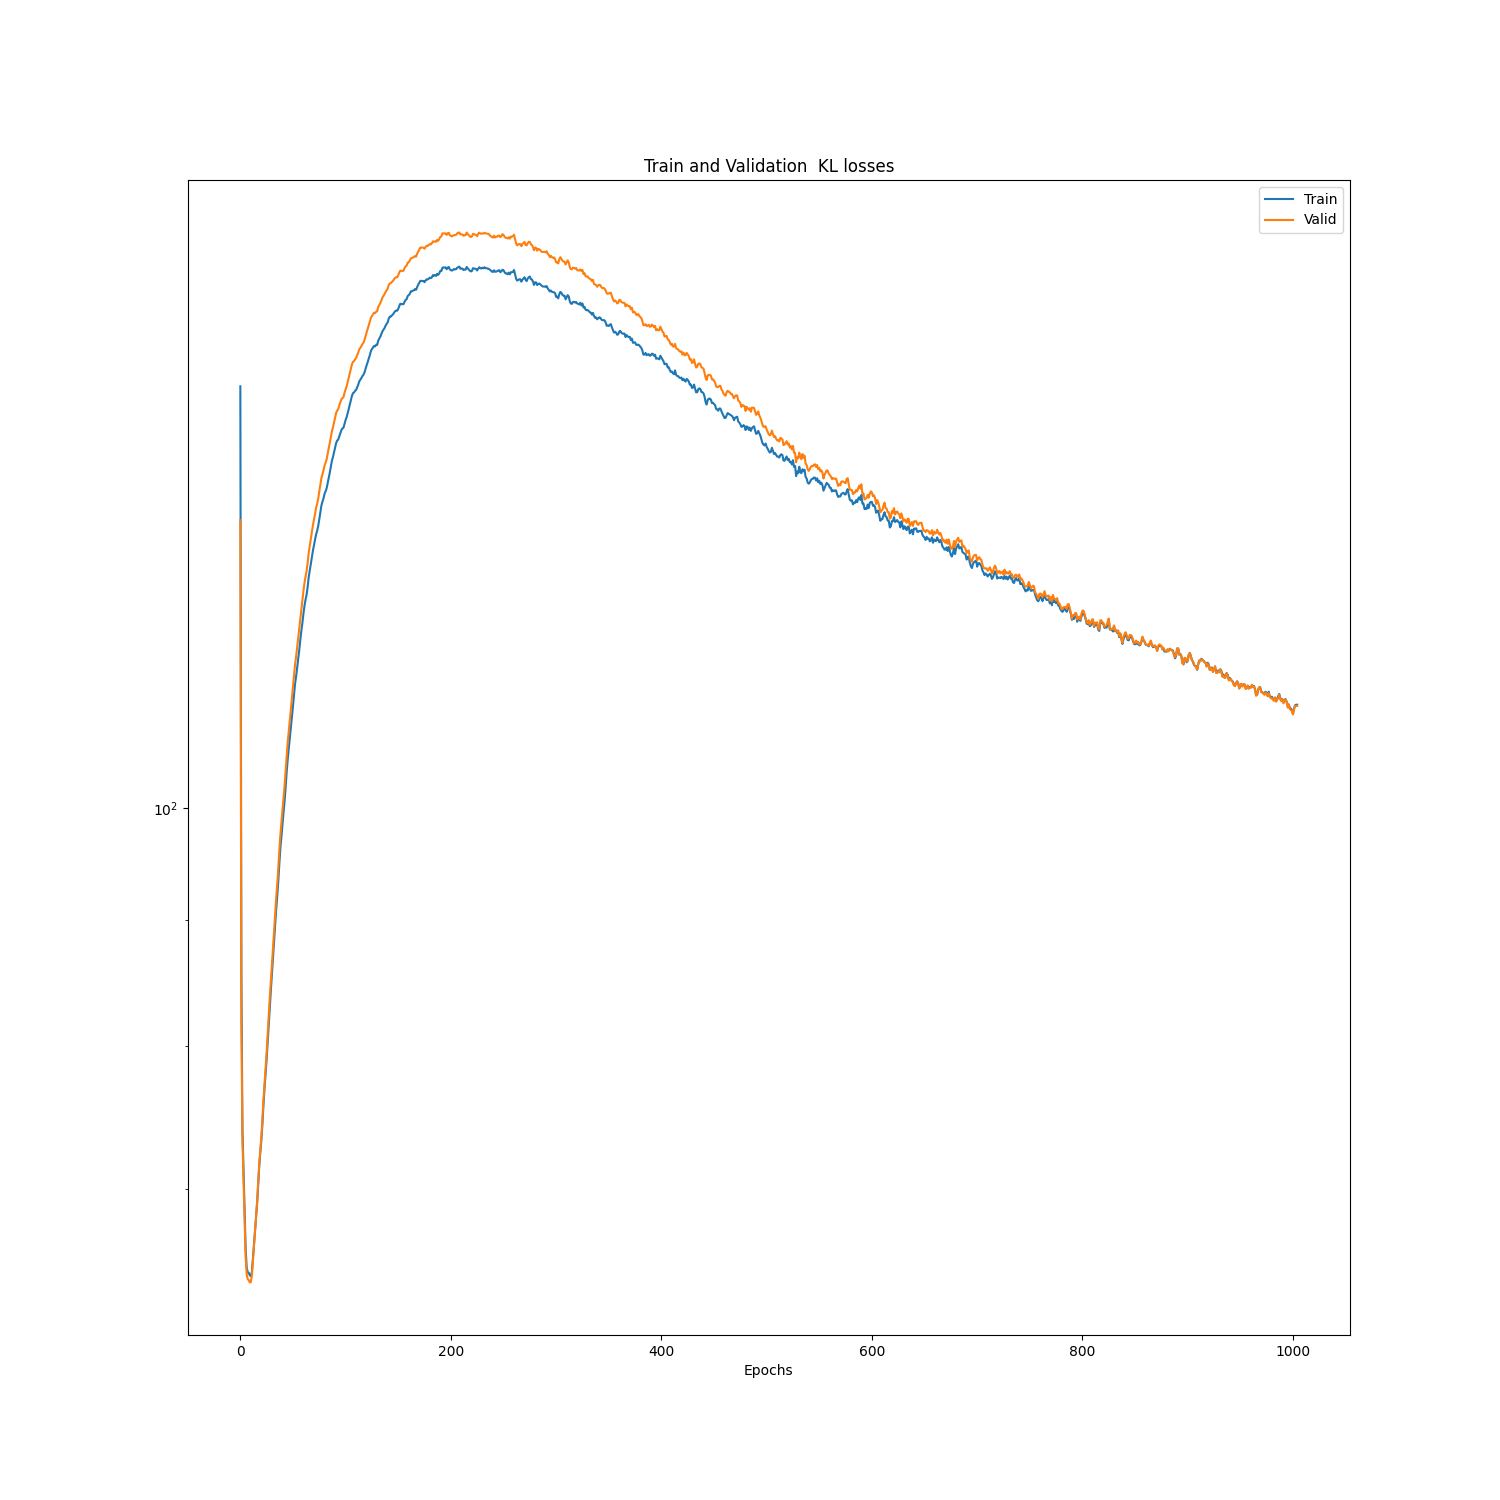 Train and Validation  KL losses
Train
Valid
10²
0 200 400 600 800 1000
Epochs